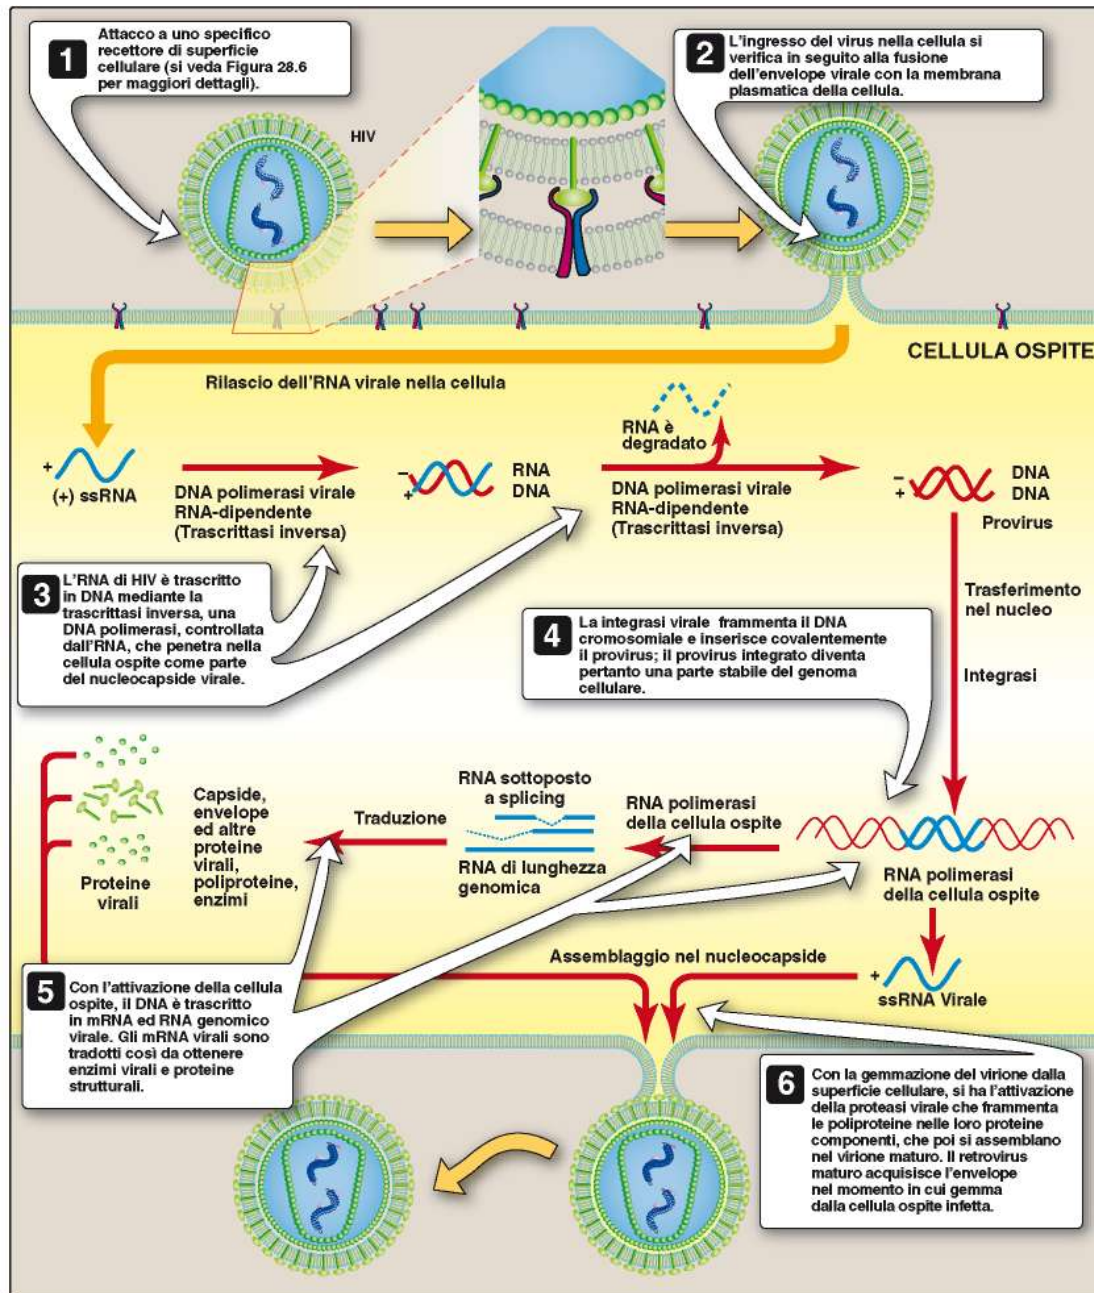 1
Attacco a uno specifico
recettore di superficie
cellulare (si veda Figura 28.6
per maggiori dettagli).
HIV
2
L'ingresso del virus nella cellula si
verifica in seguito alla fusione
dell'envelope virale con la membrana
plasmatica della cellula.
CELLULA OSPITE
Rilascio dell'RNA virale nella cellula
+
(+) ssRNA
DNA polimerasi virale
RNA-dipendente
(Trascrittasi inversa)
– RNA
+ DNA
RNA è
degradato
DNA polimerasi virale
RNA-dipendente
(Trascrittasi inversa)
– DNA
+ DNA
Provirus
3
L'RNA di HIV è trascritto
in DNA mediante la
trascrittasi inversa, una
DNA polimerasi, controllata
dall'RNA, che penetra nella
cellula ospite come parte
del nucleocapside virale.
4
La integrasi virale frammenta il DNA
cromosomiale e inserisce covalentemente
il provirus; il provirus integrato diventa
pertanto una parte stabile del genoma
cellulare.
Trasferimento
nel nucleo
Integrasi
Proteine
virali
Capside,
envelope
ed altre
proteine
virali,
poliproteine,
enzimi
Traduzione
RNA sottoposto
a splicing
RNA di lunghezza
genomica
RNA polimerasi
della cellula ospite
RNA polimerasi
della cellula ospite
+
ssRNA Virale
Assemblaggio nel nucleocapside
5
Con l'attivazione della cellula
ospite, il DNA è trascritto
in mRNA ed RNA genomico
virale. Gli mRNA virali sono
tradotti così da ottenere
enzimi virali e proteine
strutturali.
6
Con la gemmazione del virione dalla
superficie cellulare, si ha l'attivazione
della proteasi virale che frammenta
le poliproteine nelle loro proteine
componenti, che poi si assemblano
nel virione maturo. Il retrovirus
maturo acquisisce l'envelope
nel momento in cui gemma
dalla cellula ospite infetta.